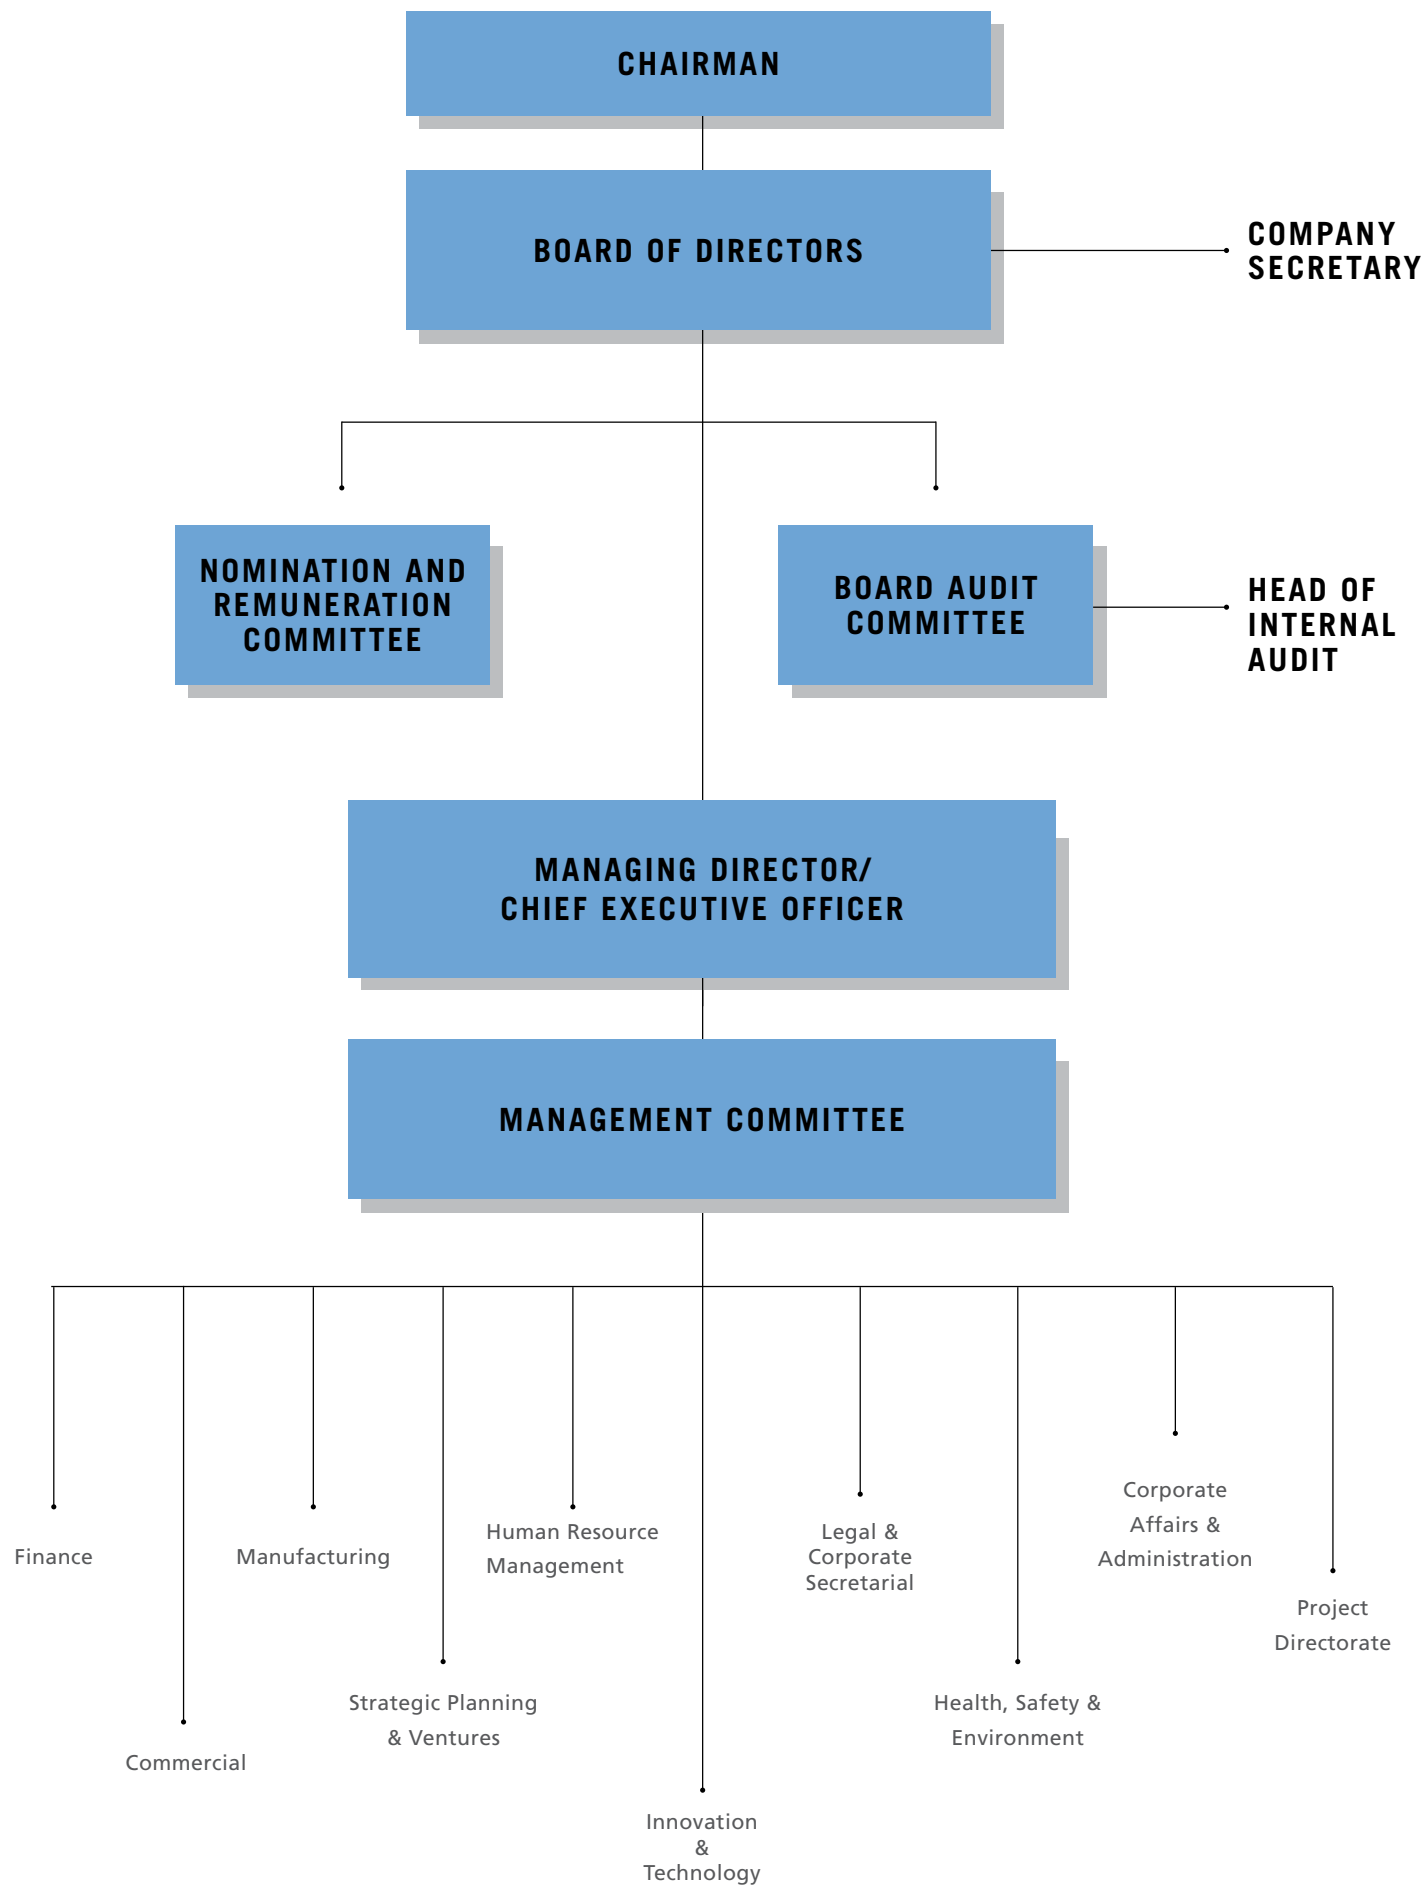 CHAIRMAN
BOARD OF DIRECTORS
COMPANY
SECRETARY
NOMINATION AND
REMUNERATION
COMMITTEE
BOARD AUDIT
COMMITTEE
HEAD OF
INTERNAL
AUDIT
MANAGING DIRECTOR/
CHIEF EXECUTIVE OFFICER
MANAGEMENT COMMITTEE
Finance
Commercial
Manufacturing
Strategic Planning
& Ventures
Human Resource
Management
Innovation
&
Technology
Legal &
Corporate
Secretarial
Health, Safety &
Environment
Corporate
Affairs &
Administration
Project
Directorate